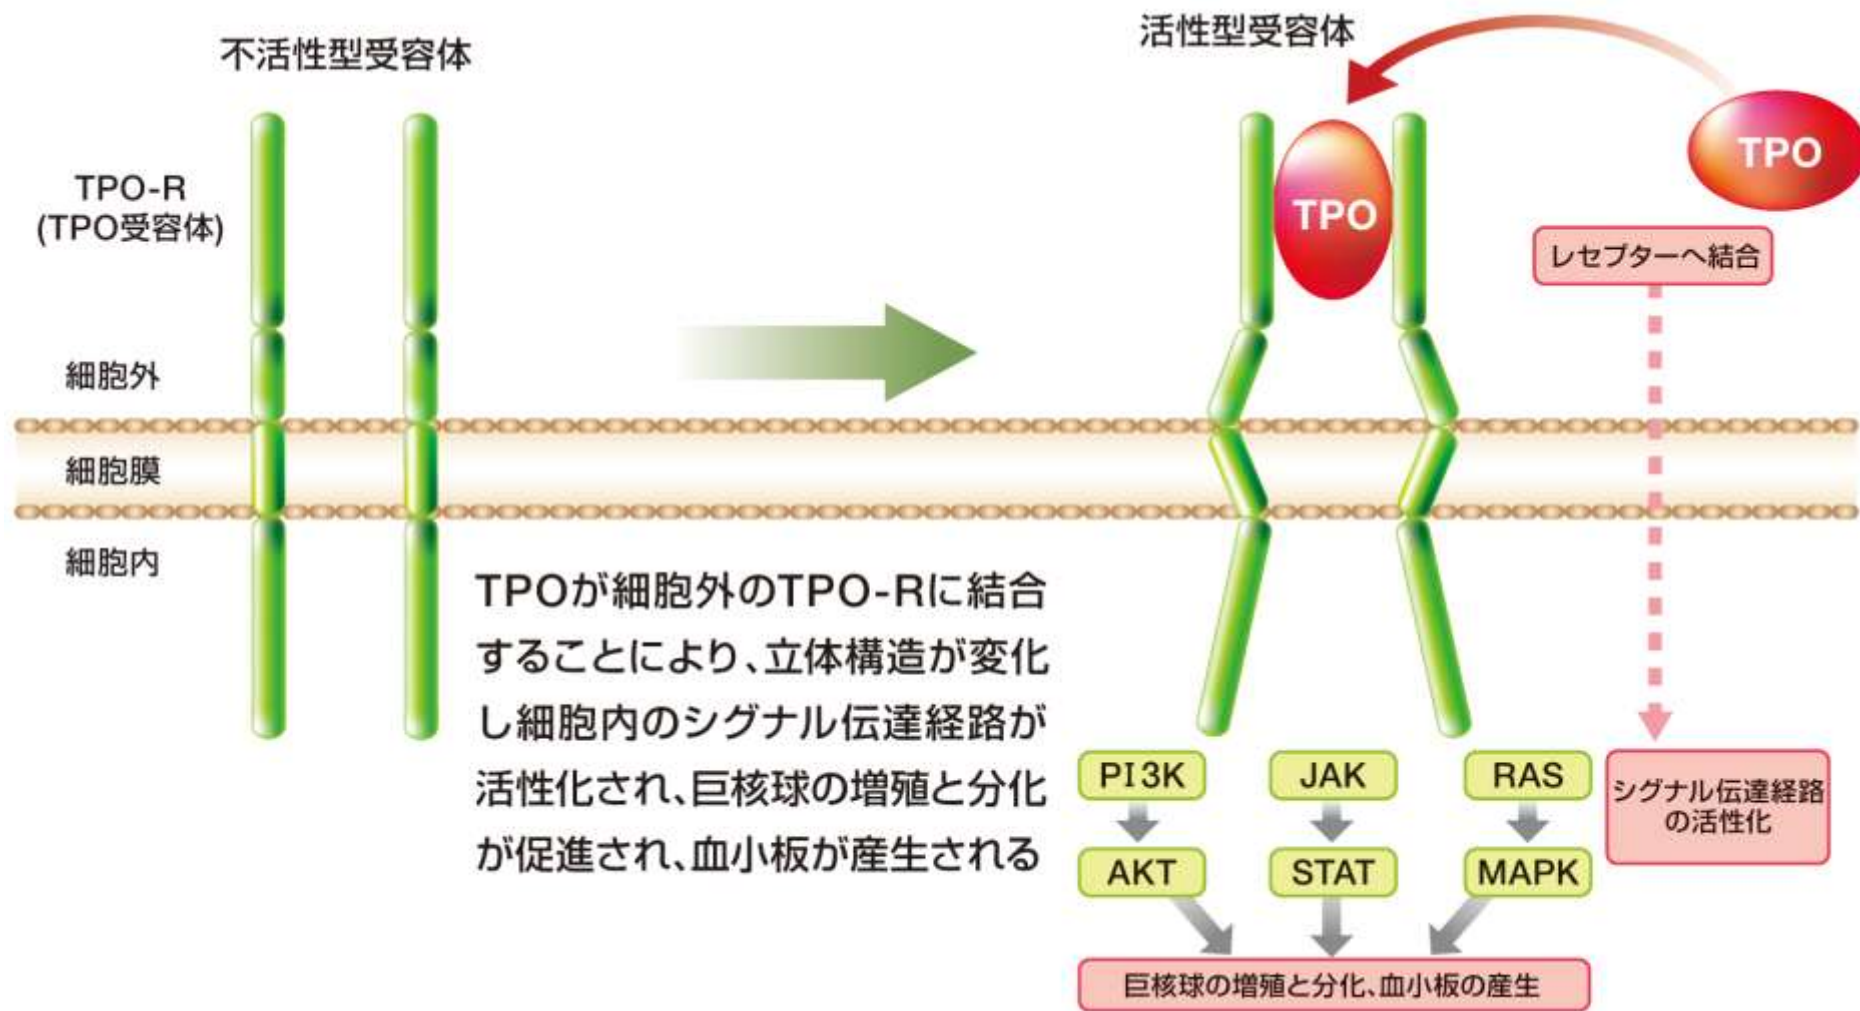 不活性型受容体
活性型受容体
TPO-R
(TPO受容体)
TPO
TPO
レセプターへ結合
細胞外
細胞膜
細胞内
TPOが細胞外のTPO-Rに結合
することにより、立体構造が変化
し細胞内のシグナル伝達経路が
活性化され、巨核球の増殖と分化
が促進され、血小板が産生される
PI3K
JAK
RAS
シグナル伝達経路
の活性化
AKT
STAT
MAPK
巨核球の増殖と分化、血小板の産生